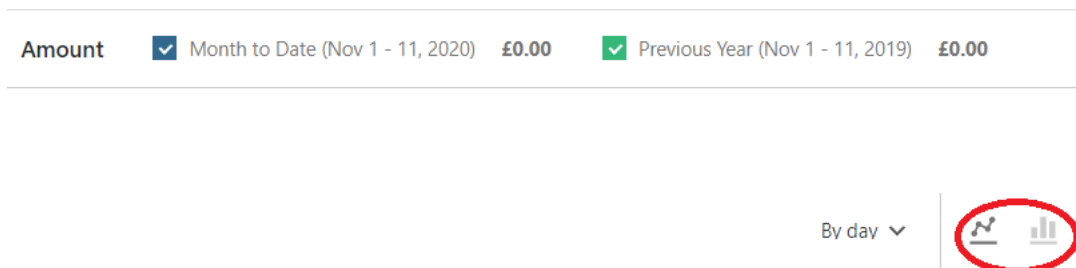 Amount Month to Date (Nov 1 - 11, 2020) £0.00 Previous Year (Nov 1 - 11, 2019) £0.00
By day